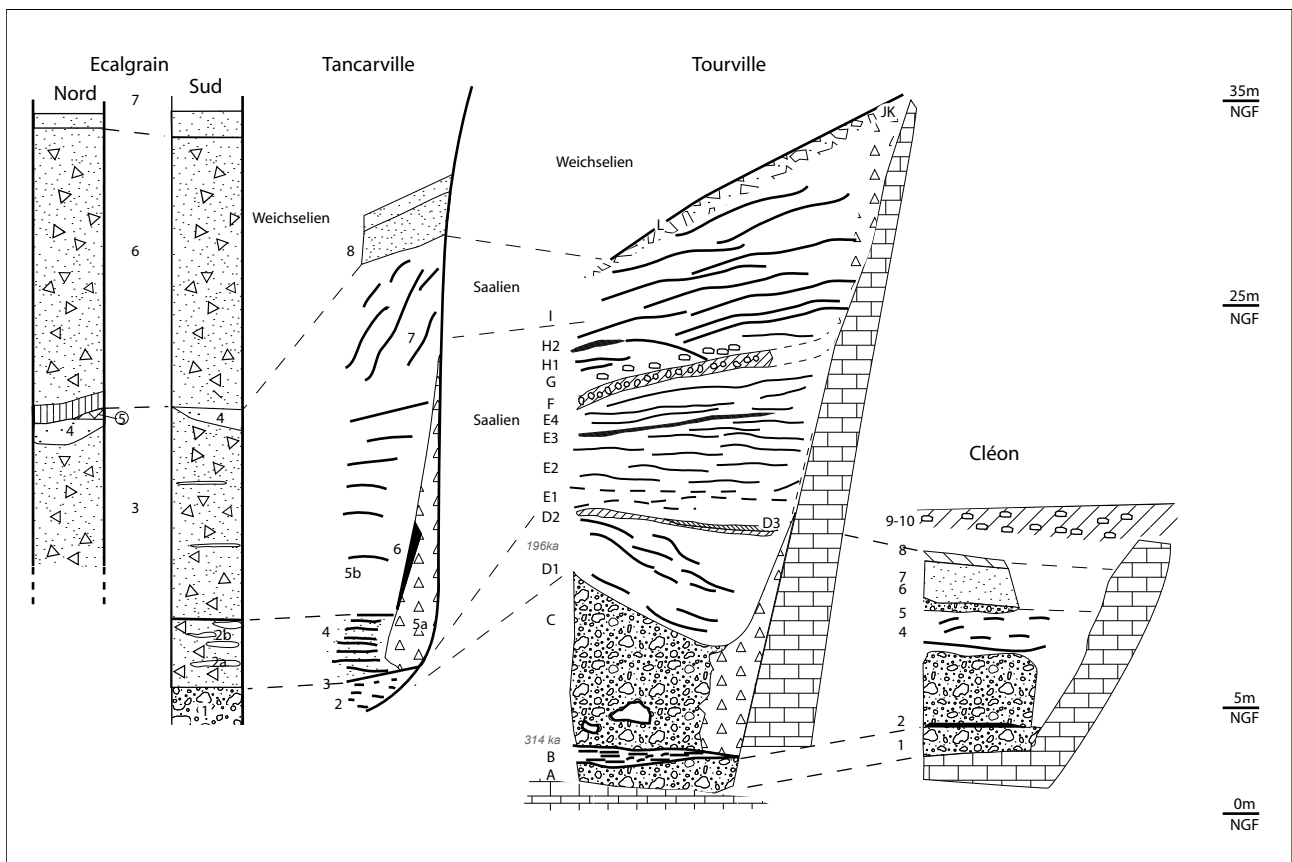 Ecalgrain
Nord
Sud
7
6
5
4
4
3
2b
2a
1
Weichselien
Tancarville
8
7
6
5b
5a
4
3
2
Tourville
Weichselien
Saalien
Saalien
JK
L
I
H2
H1
G
F
E4
E3
E2
E1
D2
D3
196ka
D1
C
314 ka
B
A
Cléon
9-10
8
7
6
5
4
2
1
35m
NGF
25m
NGF
5m
NGF
0m
NGF